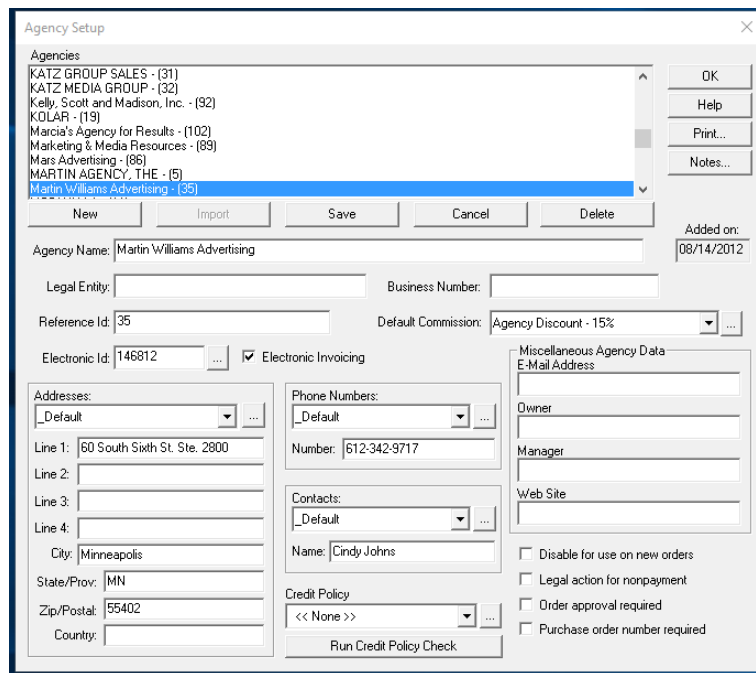 Agency Setup
Agencies
KATZ GROUP SALES - (31)
KATZ MEDIA GROUP - (32)
Kelly, Scott and Madison, Inc. - (92)
KOLAR - (19)
Marcia's Agency for Results - (102)
Marketing & Media Resources - (89)
Mars Advertising - (86)
MARTIN AGENCY, THE - (5)
Martin Williams Advertising - (35)
OK
Help
Print...
Notes...
New Import Save Cancel Delete
Added on:
08/14/2012
Agency Name: Martin Williams Advertising
Legal Entity: Business Number:
Reference Id: 35 Default Commission: Agency Discount - 15% ...
Electronic Id: 146812 ... Electronic Invoicing
Addresses:
_Default ...
Line 1: 60 South Sixth St. Ste. 2800
Line 2:
Line 3:
Line 4:
City: Minneapolis
State/Prov: MN
Zip/Postal: 55402
Country:
Phone Numbers:
_Default ...
Number: 612-342-9717
Contacts:
_Default ...
Name: Cindy Johns
Credit Policy
<< None >> ...
Run Credit Policy Check
Miscellaneous Agency Data
E-Mail Address
Owner
Manager
Web Site
Disable for use on new orders
Legal action for nonpayment
Order approval required
Purchase order number required